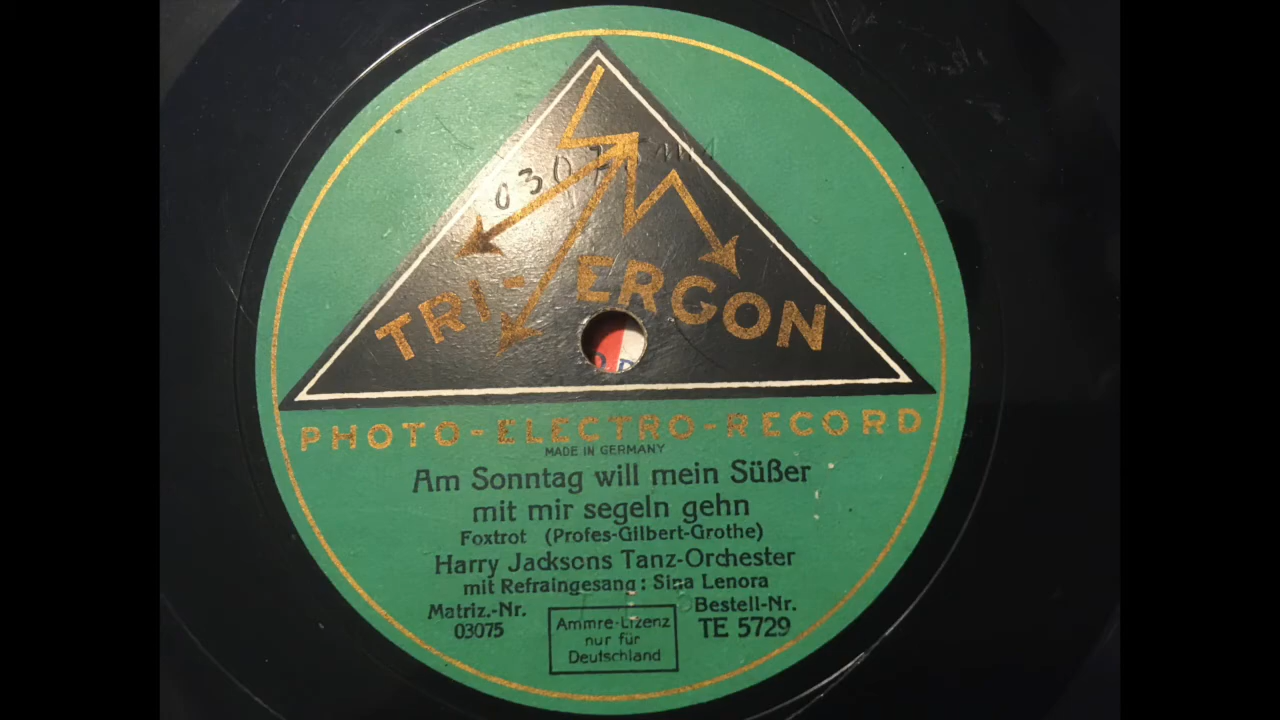 03075
TRI-ERGON
PHOTO-ELECTRO-RECORD
MADE IN GERMANY
Am Sonntag will mein Süßer
mit mir segeln gehn
Foxtrot (Profes-Gilbert-Grothe)
Harry Jacksons Tanz-Orchester
mit Refraingesang: Sina Lenora
Matriz.-Nr.
03075
Ammre-Lizenz
nur für
Deutschland
Bestell-Nr.
TE 5729